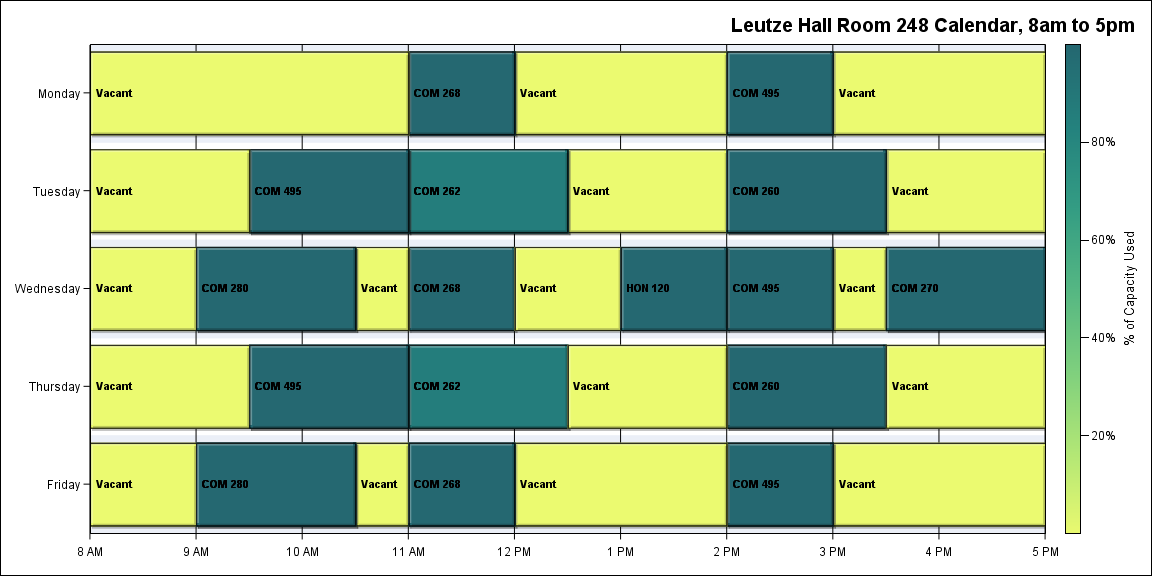 Leutze Hall Room 248 Calendar, 8am to 5pm
Monday
Vacant
COM 268
Vacant
COM 495
Vacant
Tuesday
Vacant
COM 495
COM 262
Vacant
COM 260
Vacant
Wednesday
Vacant
COM 280
Vacant
COM 268
Vacant
HON 120
COM 495
Vacant
COM 270
Thursday
Vacant
COM 495
COM 262
Vacant
COM 260
Vacant
Friday
Vacant
COM 280
Vacant
COM 268
Vacant
COM 495
Vacant
8 AM
9 AM
10 AM
11 AM
12 PM
1 PM
2 PM
3 PM
4 PM
5 PM
80%
60%
40%
20%
% of Capacity Used